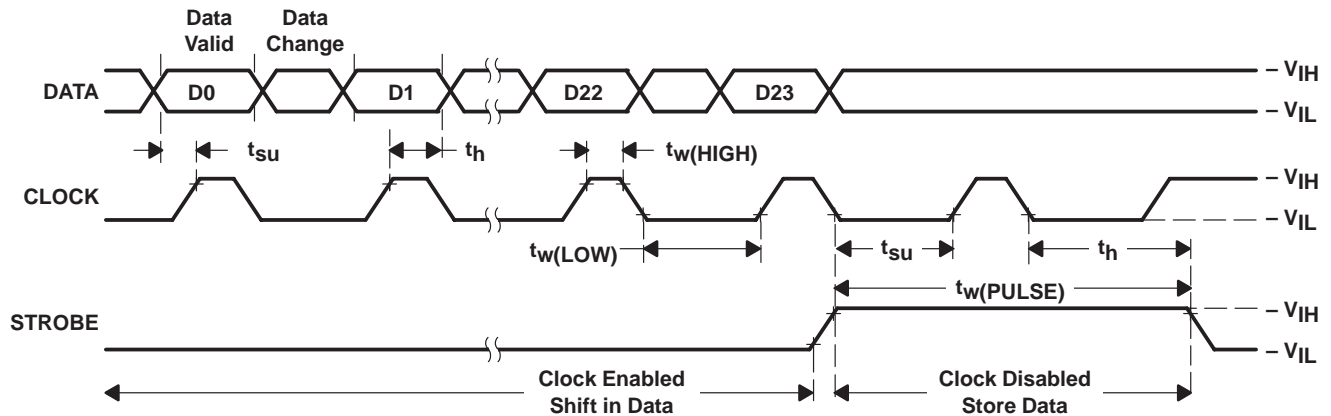 Data
Valid
Data
Change
DATA
D0
D1
D22
D23
– VIH
– VIL
tsu
th
tw(HIGH)
CLOCK
– VIH
– VIL
tw(LOW)
tsu
th
tw(PULSE)
STROBE
– VIH
– VIL
Clock Enabled
Shift in Data
Clock Disabled
Store Data